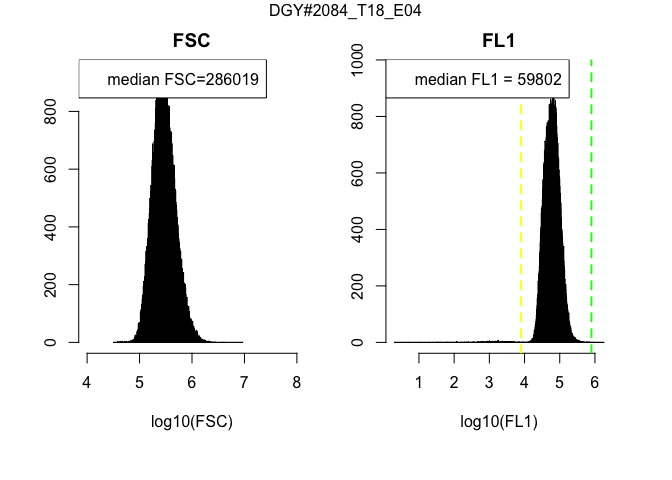 DGY#2084_T18_E04
FSC
median FSC=286019
0
200
400
600
800
4 5 6 7 8
log10(FSC)
FL1
median FL1 = 59802
0
200
400
600
800
1000
1 2 3 4 5 6
log10(FL1)